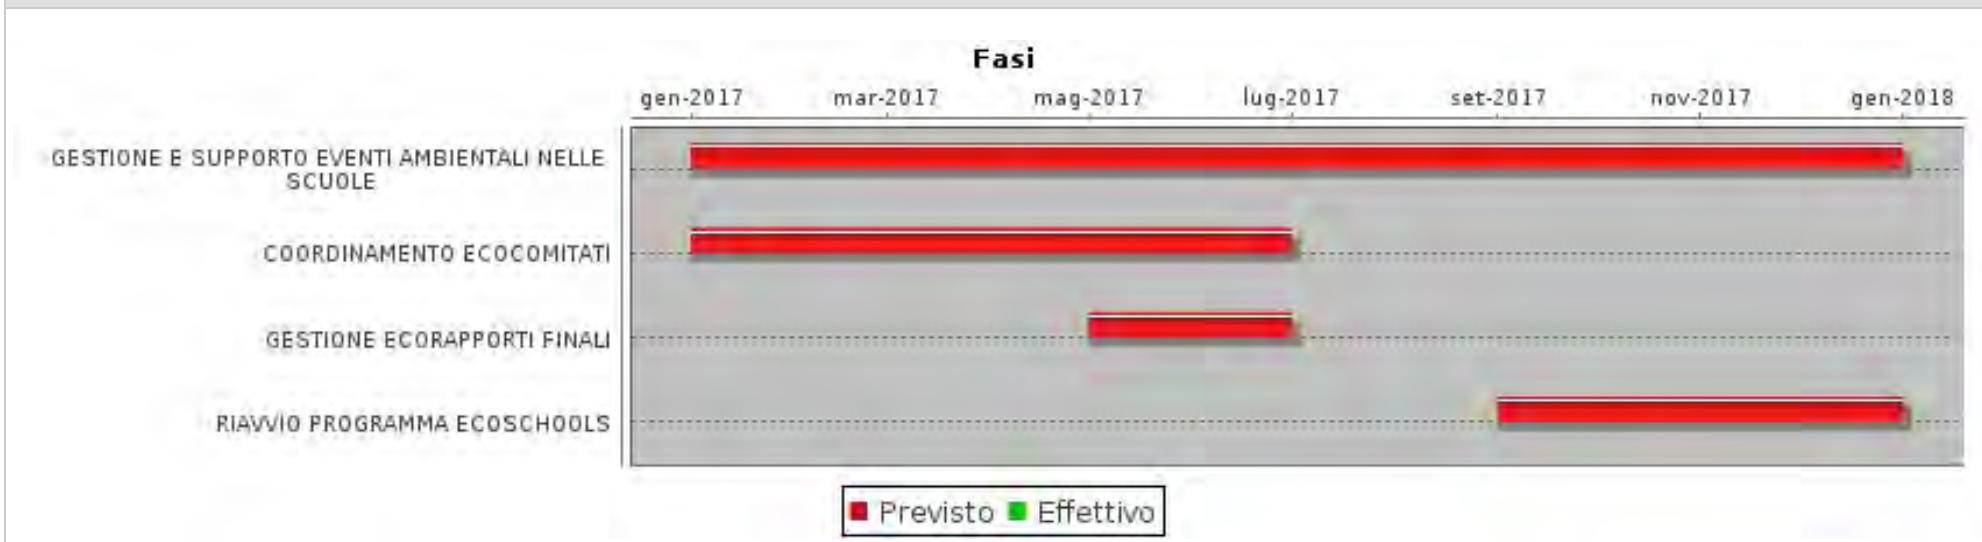 Fasi
gen-2017 mar-2017 mag-2017 lug-2017 set-2017 nov-2017 gen-2018
GESTIONE E SUPPORTO EVENTI AMBIENTALI NELLE
SCUOLE
COORDINAMENTO ECOCOMITATI
GESTIONE ECORAPPORTI FINALI
RIAVVIO PROGRAMMA ECOSCHOOLS
Previsto Effettivo